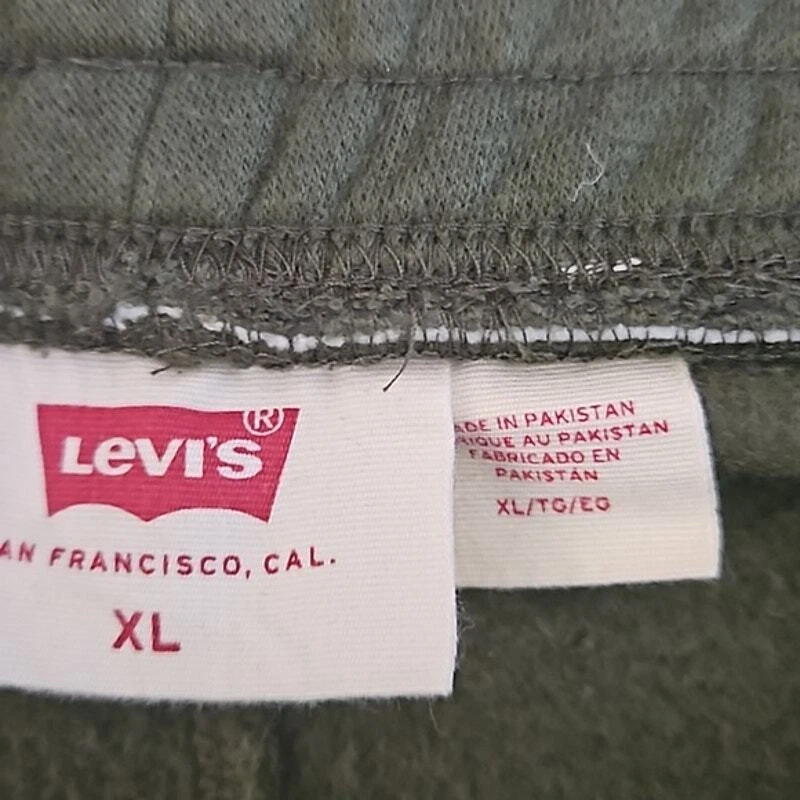 LEVI'S®
AN FRANCISCO, CAL.
XL
ADE IN PAKISTAN
RIQUE AU PAKISTAN
FABRICADO EN
PAKISTÁN
XL/TG/EG